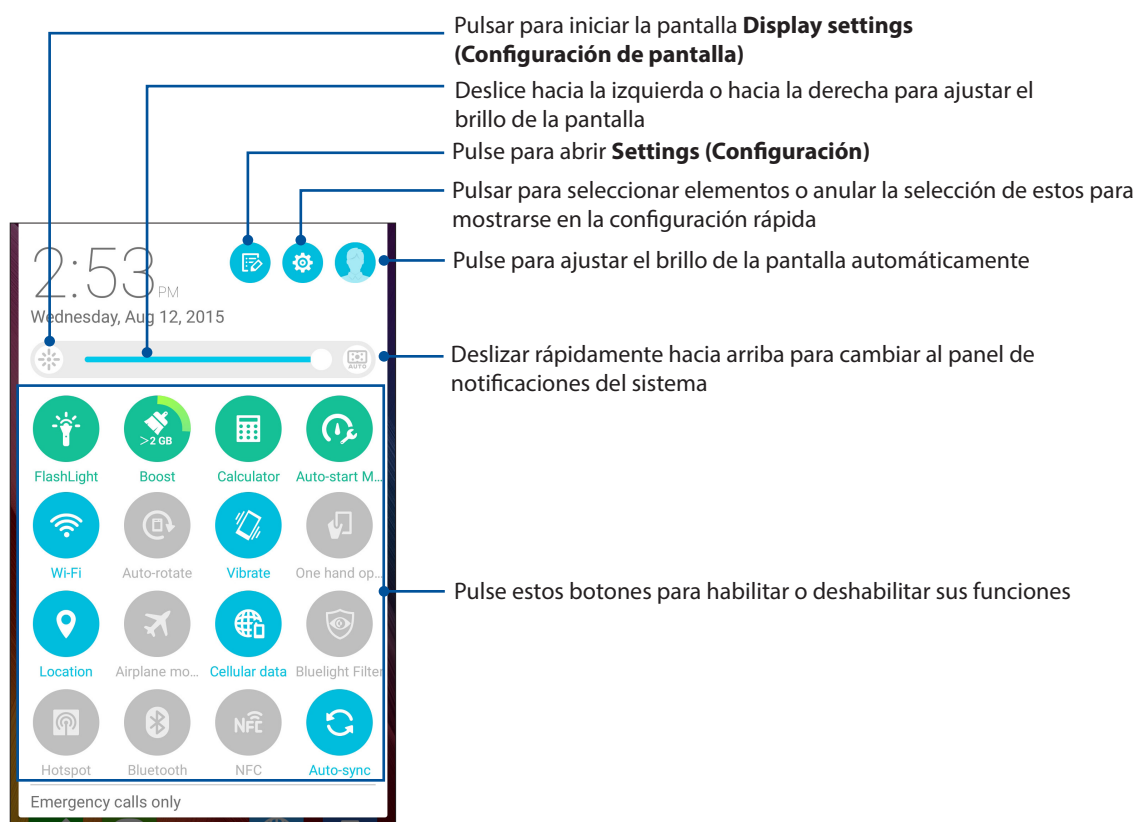 Pulsar para iniciar la pantalla Display settings
(Configuración de pantalla)
Deslice hacia la izquierda o hacia la derecha para ajustar el
brillo de la pantalla
Pulse para abrir Settings (Configuración)
Pulsar para seleccionar elementos o anular la selección de estos para
mostrarse en la configuración rápida
Pulse para ajustar el brillo de la pantalla automáticamente
Deslizar rápidamente hacia arriba para cambiar al panel de
notificaciones del sistema
Pulse estos botones para habilitar o deshabilitar sus funciones
2:53 PM
Wednesday, Aug 12, 2015
AUTO
>2 GB
FlashLight Boost Calculator Auto-start M...
Wi-Fi Auto-rotate Vibrate One hand op...
Location Airplane mo... Cellular data Bluelight Filter
NFC
Hotspot Bluetooth NFC Auto-sync
Emergency calls only